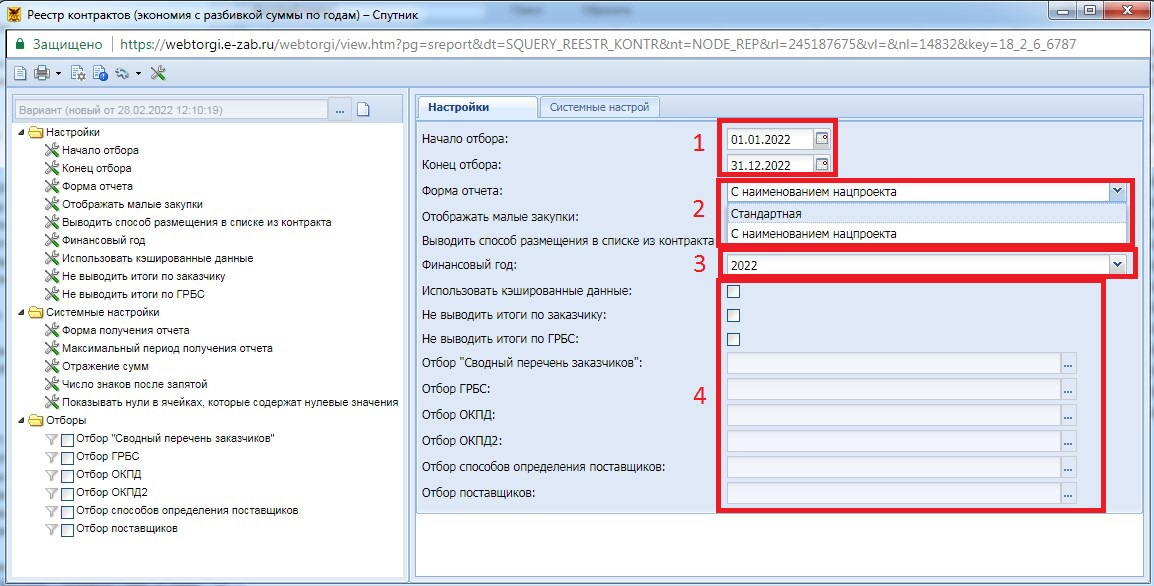 Реестр контрактов (экономия с разбивкой суммы по годам) – Спутник
Защищено https://webtorgi.e-zab.ru/webtorgi/view.htm?pg=sreport&dt=SQUERY_REESTR_KONTR&nt=NODE_REP&rl=245187675&vl=&nl=14832&key=18_2_6_6787
Вариант (новый от 28.02.2022 12:10:19) ...
Настройки
Начало отбора
Конец отбора
Форма отчета
Отображать малые закупки
Выводить способ размещения в списке из контракта
Финансовый год
Использовать кэшированные данные
Не выводить итоги по заказчику
Не выводить итоги по ГРБС
Системные настройки
Форма получения отчета
Максимальный период получения отчета
Отражение сумм
Число знаков после запятой
Показывать нули в ячейках, которые содержат нулевые значения
Отборы
Отбор "Сводный перечень заказчиков"
Отбор ГРБС
Отбор ОКПД
Отбор ОКПД2
Отбор способов определения поставщиков
Отбор поставщиков
Настройки Системные настрой
Начало отбора: 01.01.2022
1
Конец отбора: 31.12.2022
Форма отчета: С наименованием нацпроекта
2
Стандартная
Отображать малые закупки:
С наименованием нацпроекта
Выводить способ размещения в списке из контракта
3
Финансовый год: 2022
Использовать кэшированные данные:
Не выводить итоги по заказчику:
Не выводить итоги по ГРБС:
Отбор "Сводный перечень заказчиков": ...
Отбор ГРБС: ...
4
Отбор ОКПД: ...
Отбор ОКПД2: ...
Отбор способов определения поставщиков: ...
Отбор поставщиков: ...